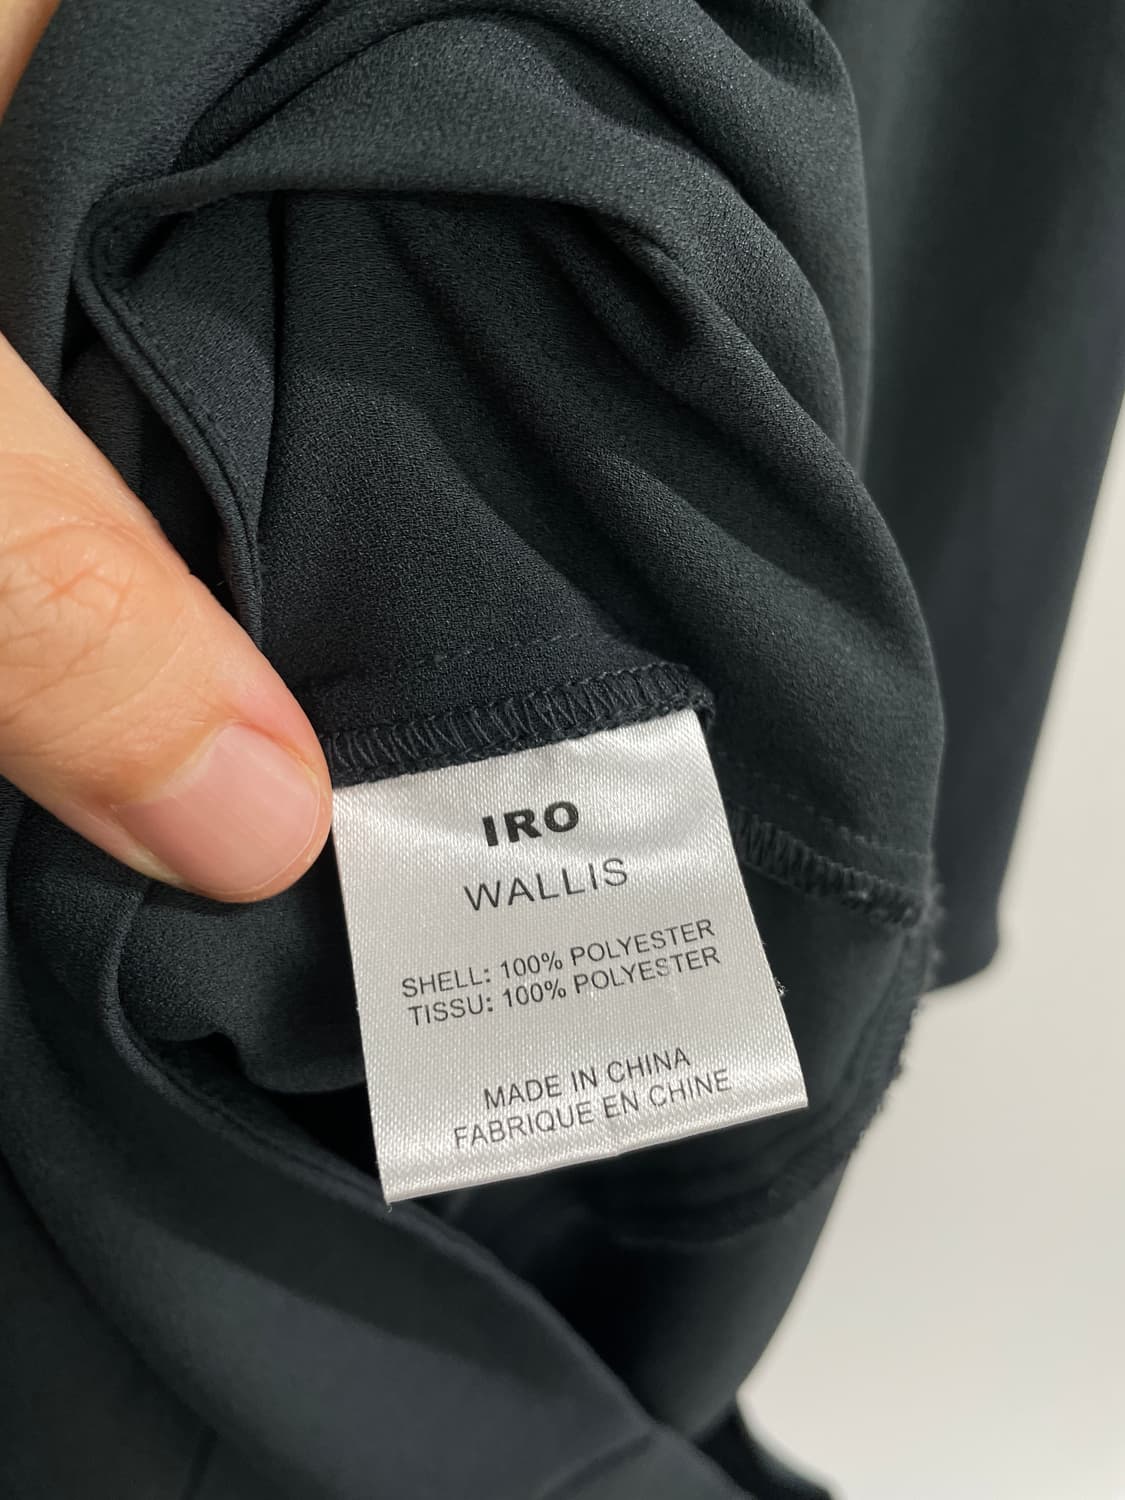 IRO
WALLIS
SHELL: 100% POLYESTER
TISSU: 100% POLYESTER
MADE IN CHINA
FABRIQUE EN CHINE